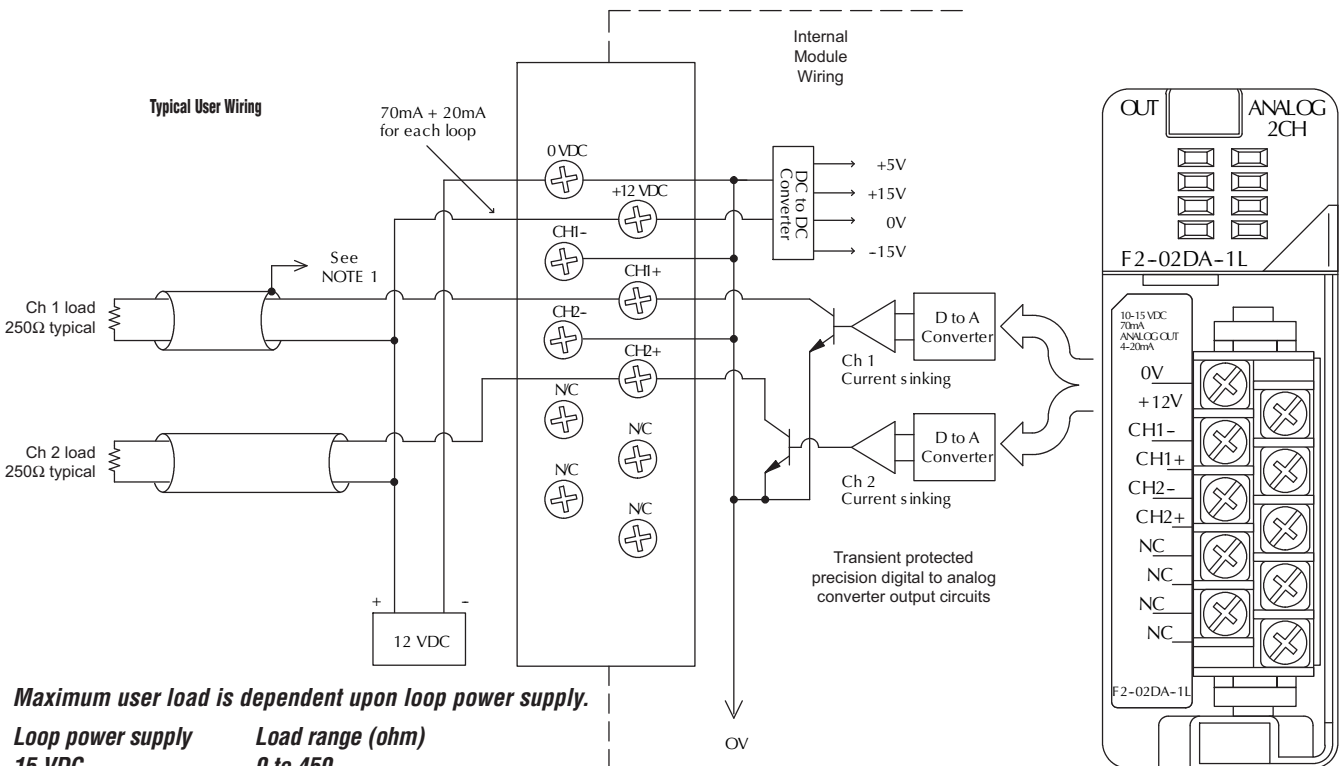 Internal
Module
Wiring
Typical User Wiring
70mA + 20mA
for each loop
0 VDC
+12 VDC
CH1-
CH1+
CH2-
CH2+
N/C
N/C
N/C
N/C
See
NOTE 1
Ch 1 load
250Ω typical
Ch 2 load
250Ω typical
+
-
12 VDC
DC to DC
Converter
+5V
+15V
0V
-15V
D to A
Converter
Ch 1
Current sinking
D to A
Converter
Ch 2
Current sinking
Transient protected
precision digital to analog
converter output circuits
OV
OUT
ANALOG
2CH
F2-02DA-1L
10-15 VDC
70mA
ANALOG OUT
4-20mA
0V
+12V
CH1-
CH1+
CH2-
CH2+
NC
NC
NC
NC
F2-02DA-1L
Maximum user load is dependent upon loop power supply.
Loop power supply Load range (ohm)
15 VDC 0 to 450